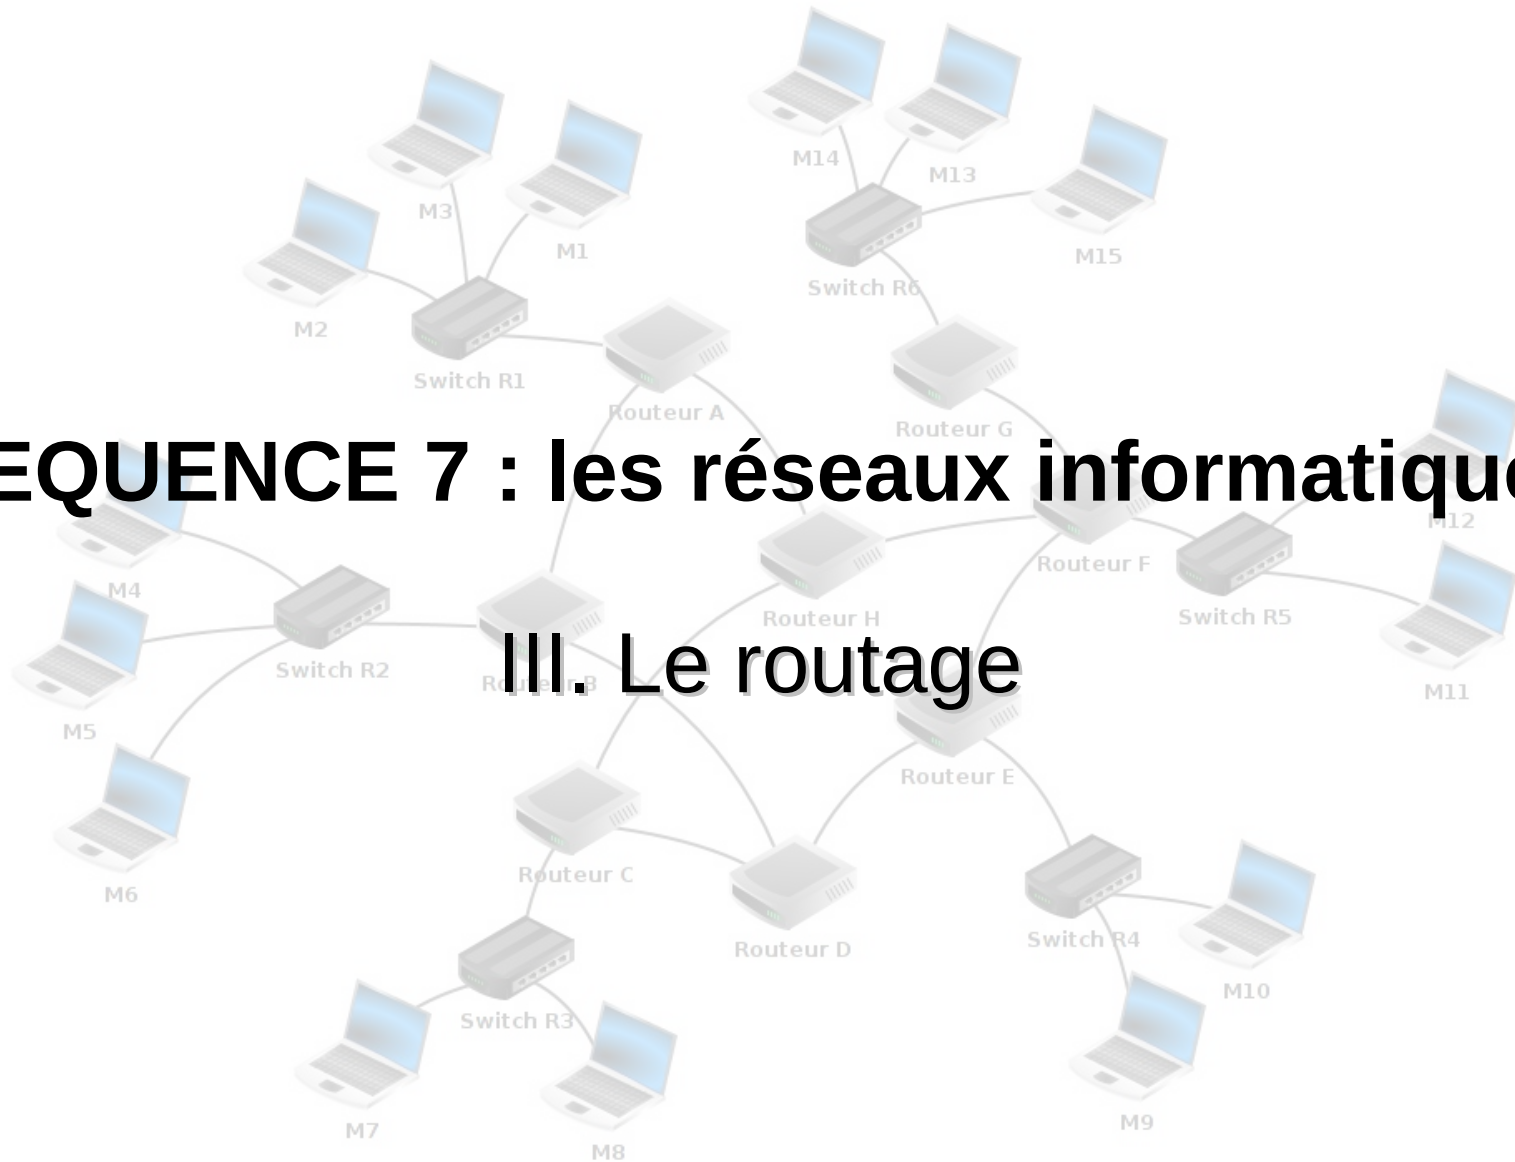 M14
M13
M3
M1
M15
M2
Switch R6
Switch R1
Routeur A
Routeur G
EQUENCE 7 : les réseaux informatique
M12
Routeur F
M4
Routeur H
Switch R5
III. Le routage
Switch R2
Routeur B
M11
M5
Routeur E
Routeur C
M6
Switch R4
Routeur D
M10
Switch R3
M9
M7
M8